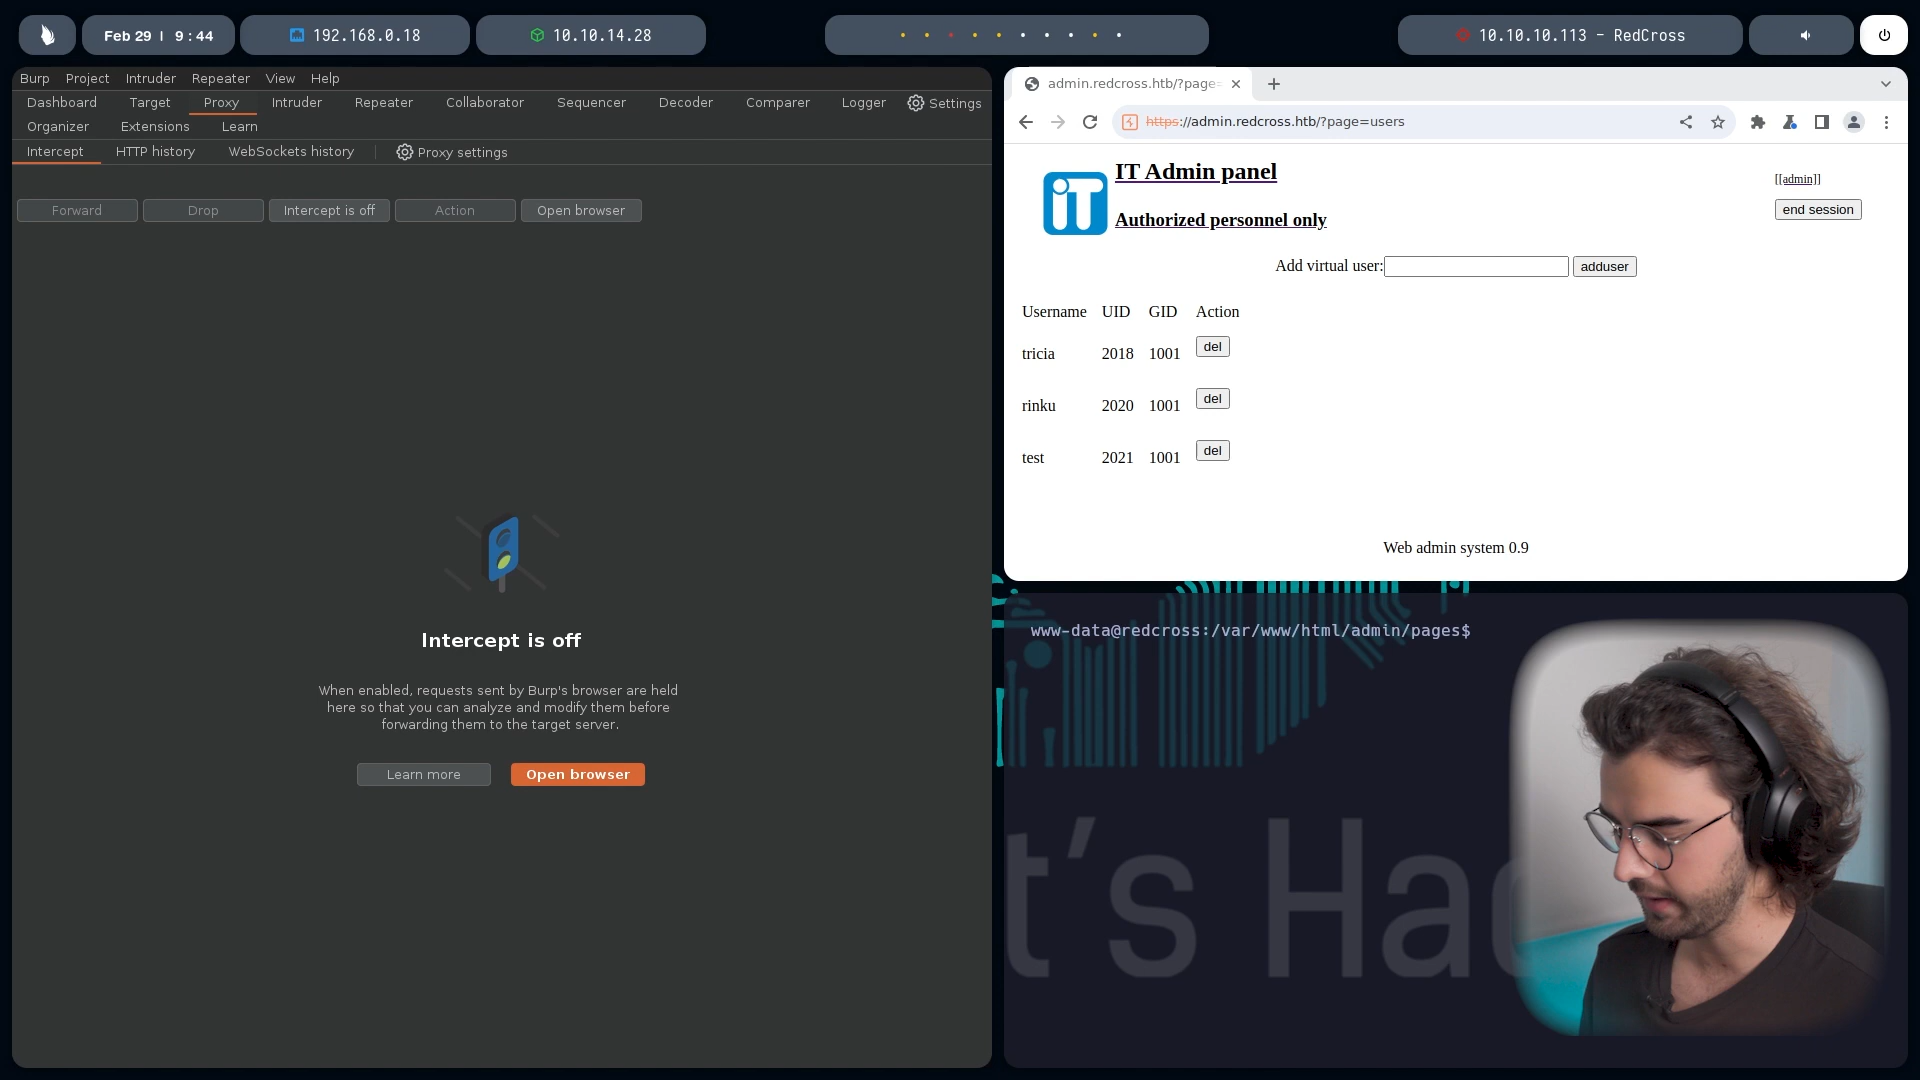 Feb 29 | 9:44
192.168.0.18
10.10.14.28
10.10.10.113 - RedCross
Burp Project Intruder Repeater View Help
Dashboard Target Proxy Intruder Repeater Collaborator Sequencer Decoder Comparer Logger Settings
Organizer Extensions Learn
Intercept HTTP history WebSockets history Proxy settings
Forward Drop Intercept is off Action Open browser
Intercept is off
When enabled, requests sent by Burp's browser are held
here so that you can analyze and modify them before
forwarding them to the target server.
Learn more Open browser
admin.redcross.htb/?page=
https://admin.redcross.htb/?page=users
iT
IT Admin panel
Authorized personnel only
[[admin]]
end session
Add virtual user: adduser
Username UID GID Action
tricia 2018 1001 del
rinku 2020 1001 del
test 2021 1001 del
Web admin system 0.9
www-data@redcross:/var/www/html/admin/pages$
t's Hac